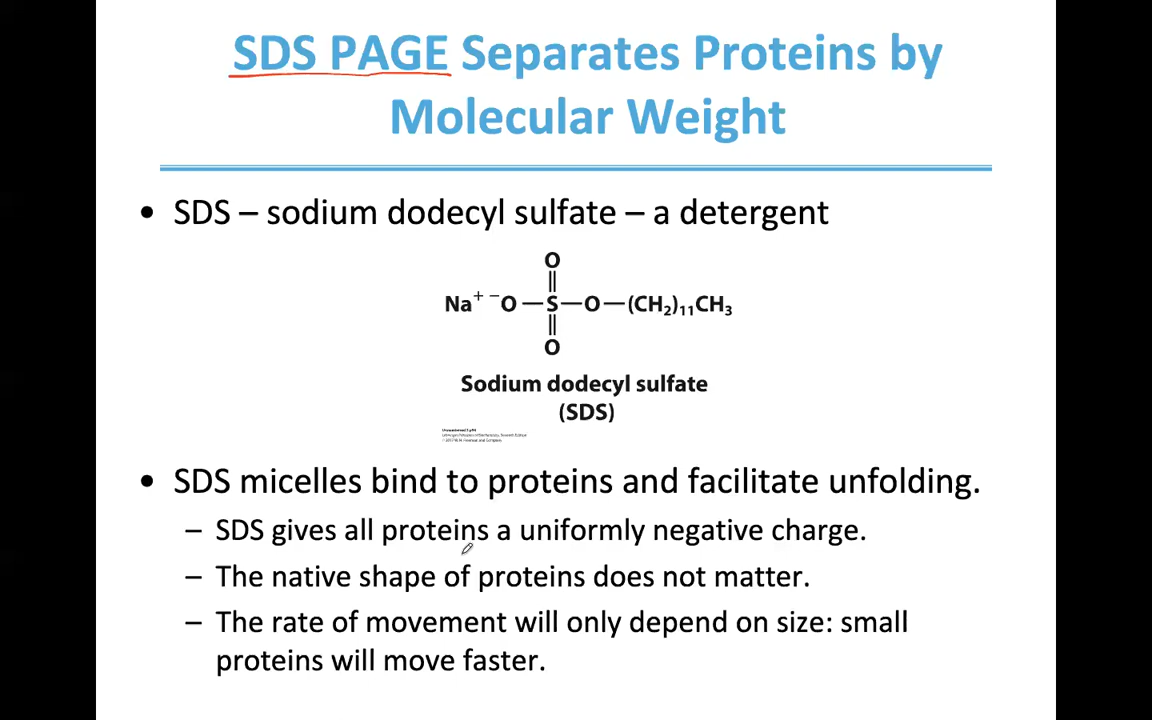 SDS PAGE Separates Proteins by
Molecular Weight
• SDS – sodium dodecyl sulfate – a detergent
O
||
Na⁺ ⁻O—S—O—(CH₂)₁₁CH₃
||
O
Sodium dodecyl sulfate
(SDS)
• SDS micelles bind to proteins and facilitate unfolding.
– SDS gives all proteins a uniformly negative charge.
– The native shape of proteins does not matter.
– The rate of movement will only depend on size: small
proteins will move faster.